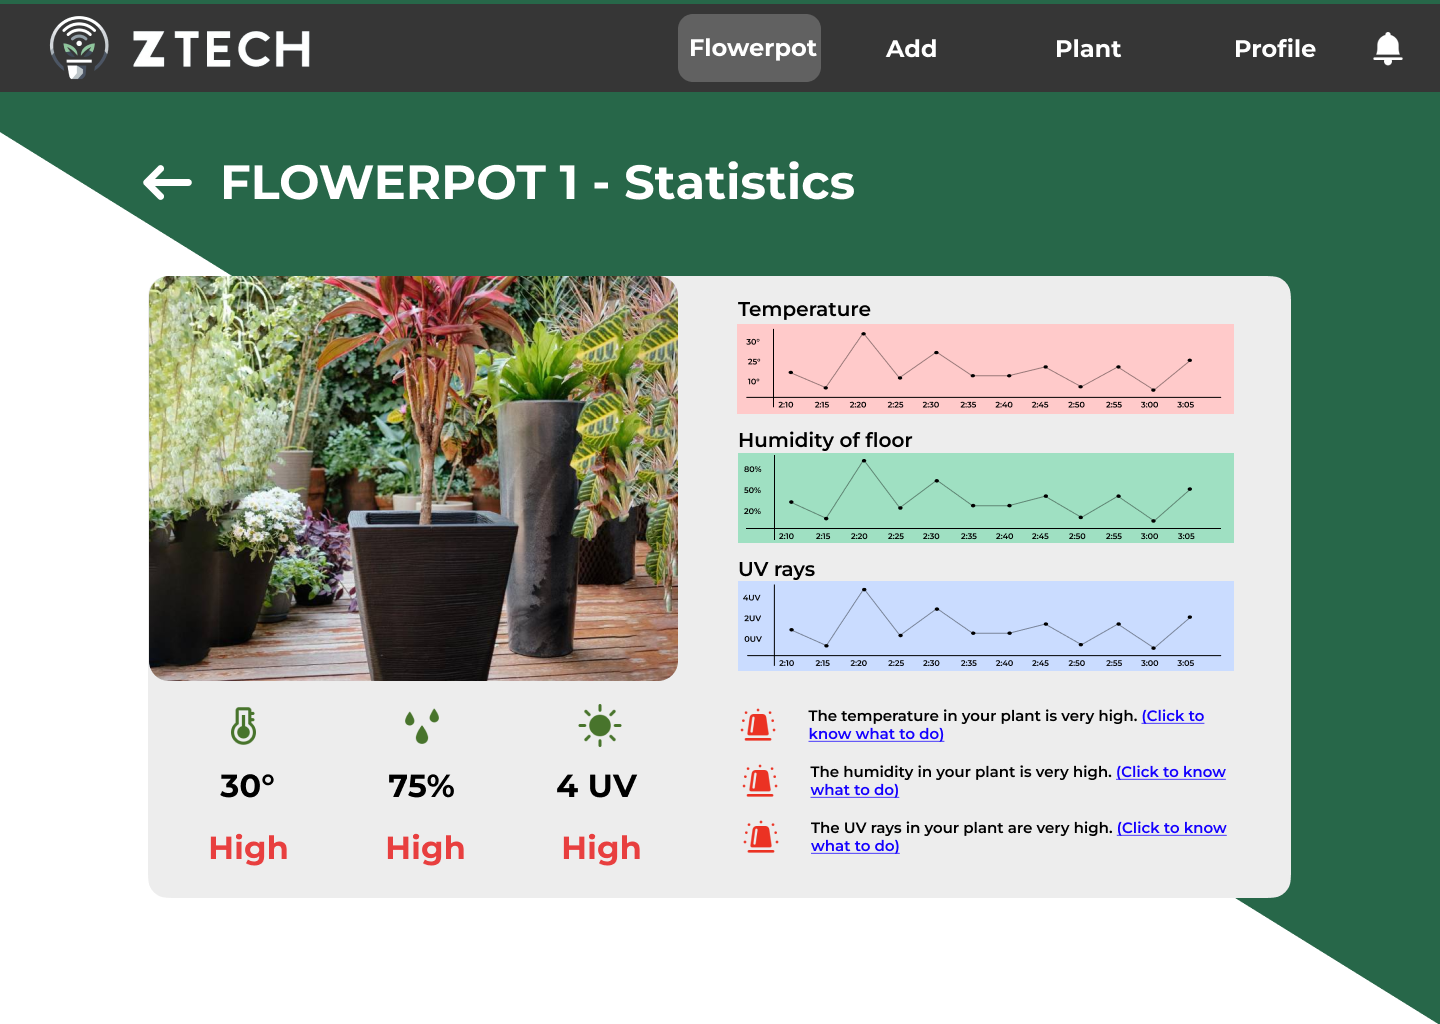 Z TECH
Flowerpot
Add
Plant
Profile
FLOWERPOT 1 - Statistics
Temperature
30°
25°
10°
2:10 2:15 2:20 2:25 2:30 2:35 2:40 2:45 2:50 2:55 3:00 3:05
Humidity of floor
80%
50%
20%
2:10 2:15 2:20 2:25 2:30 2:35 2:40 2:45 2:50 2:55 3:00 3:05
UV rays
4UV
2UV
0UV
2:10 2:15 2:20 2:25 2:30 2:35 2:40 2:45 2:50 2:55 3:00 3:05
30° 75% 4 UV
High High High
The temperature in your plant is very high. (Click to
know what to do)
The humidity in your plant is very high. (Click to know
what to do)
The UV rays in your plant are very high. (Click to know
what to do)